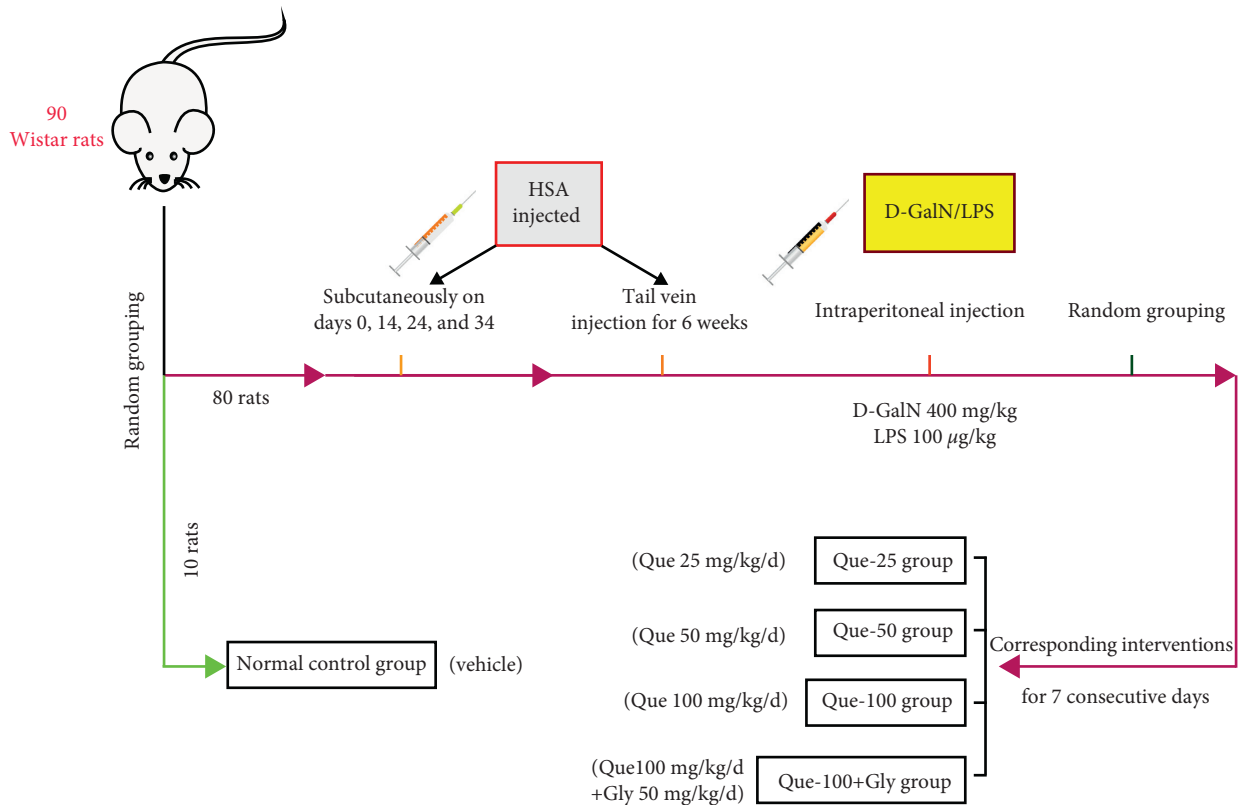 90
Wistar rats
HSA
injected
D-GalN/LPS
Subcutaneously on
days 0, 14, 24, and 34
Tail vein
injection for 6 weeks
Intraperitoneal injection
Random grouping
Random grouping
80 rats
D-GalN 400 mg/kg
LPS 100 μg/kg
10 rats
Normal control group (vehicle)
(Que 25 mg/kg/d) Que-25 group
(Que 50 mg/kg/d) Que-50 group
Corresponding interventions
for 7 consecutive days
(Que 100 mg/kg/d) Que-100 group
(Que100 mg/kg/d
+Gly 50 mg/kg/d)
Que-100+Gly group